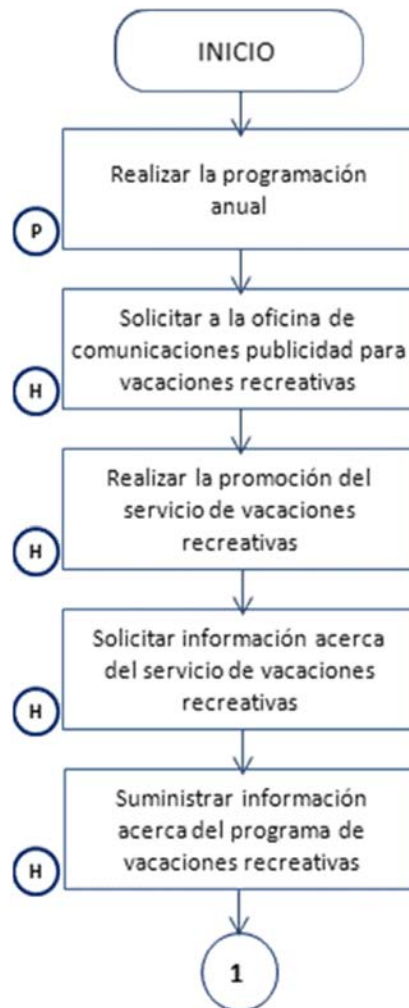 INICIO
Realizar la programación
anual
P
Solicitar a la oficina de
comunicaciones publicidad para
vacaciones recreativas
H
Realizar la promoción del
servicio de vacaciones
recreativas
H
Solicitar información acerca
del servicio de vacaciones
recreativas
H
Suministrar información
acerca del programa de
vacaciones recreativas
H
1